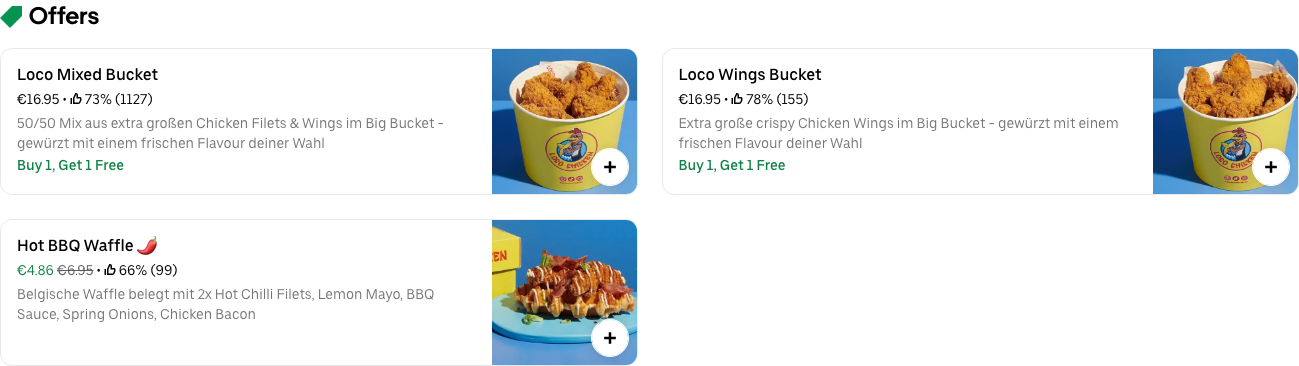 Offers
Loco Mixed Bucket
€16.95 • 73% (1127)
50/50 Mix aus extra großen Chicken Filets & Wings im Big Bucket -
gewürzt mit einem frischen Flavour deiner Wahl
Buy 1, Get 1 Free
LOCO CHICKEN
Loco Wings Bucket
€16.95 • 78% (155)
Extra große crispy Chicken Wings im Big Bucket - gewürzt mit einem
frischen Flavour deiner Wahl
Buy 1, Get 1 Free
LOCO CHICKEN
Hot BBQ Waffle 🌶️
€4.86 €6.95 • 66% (99)
Belgische Waffle belegt mit 2x Hot Chilli Filets, Lemon Mayo, BBQ
Sauce, Spring Onions, Chicken Bacon
KEN